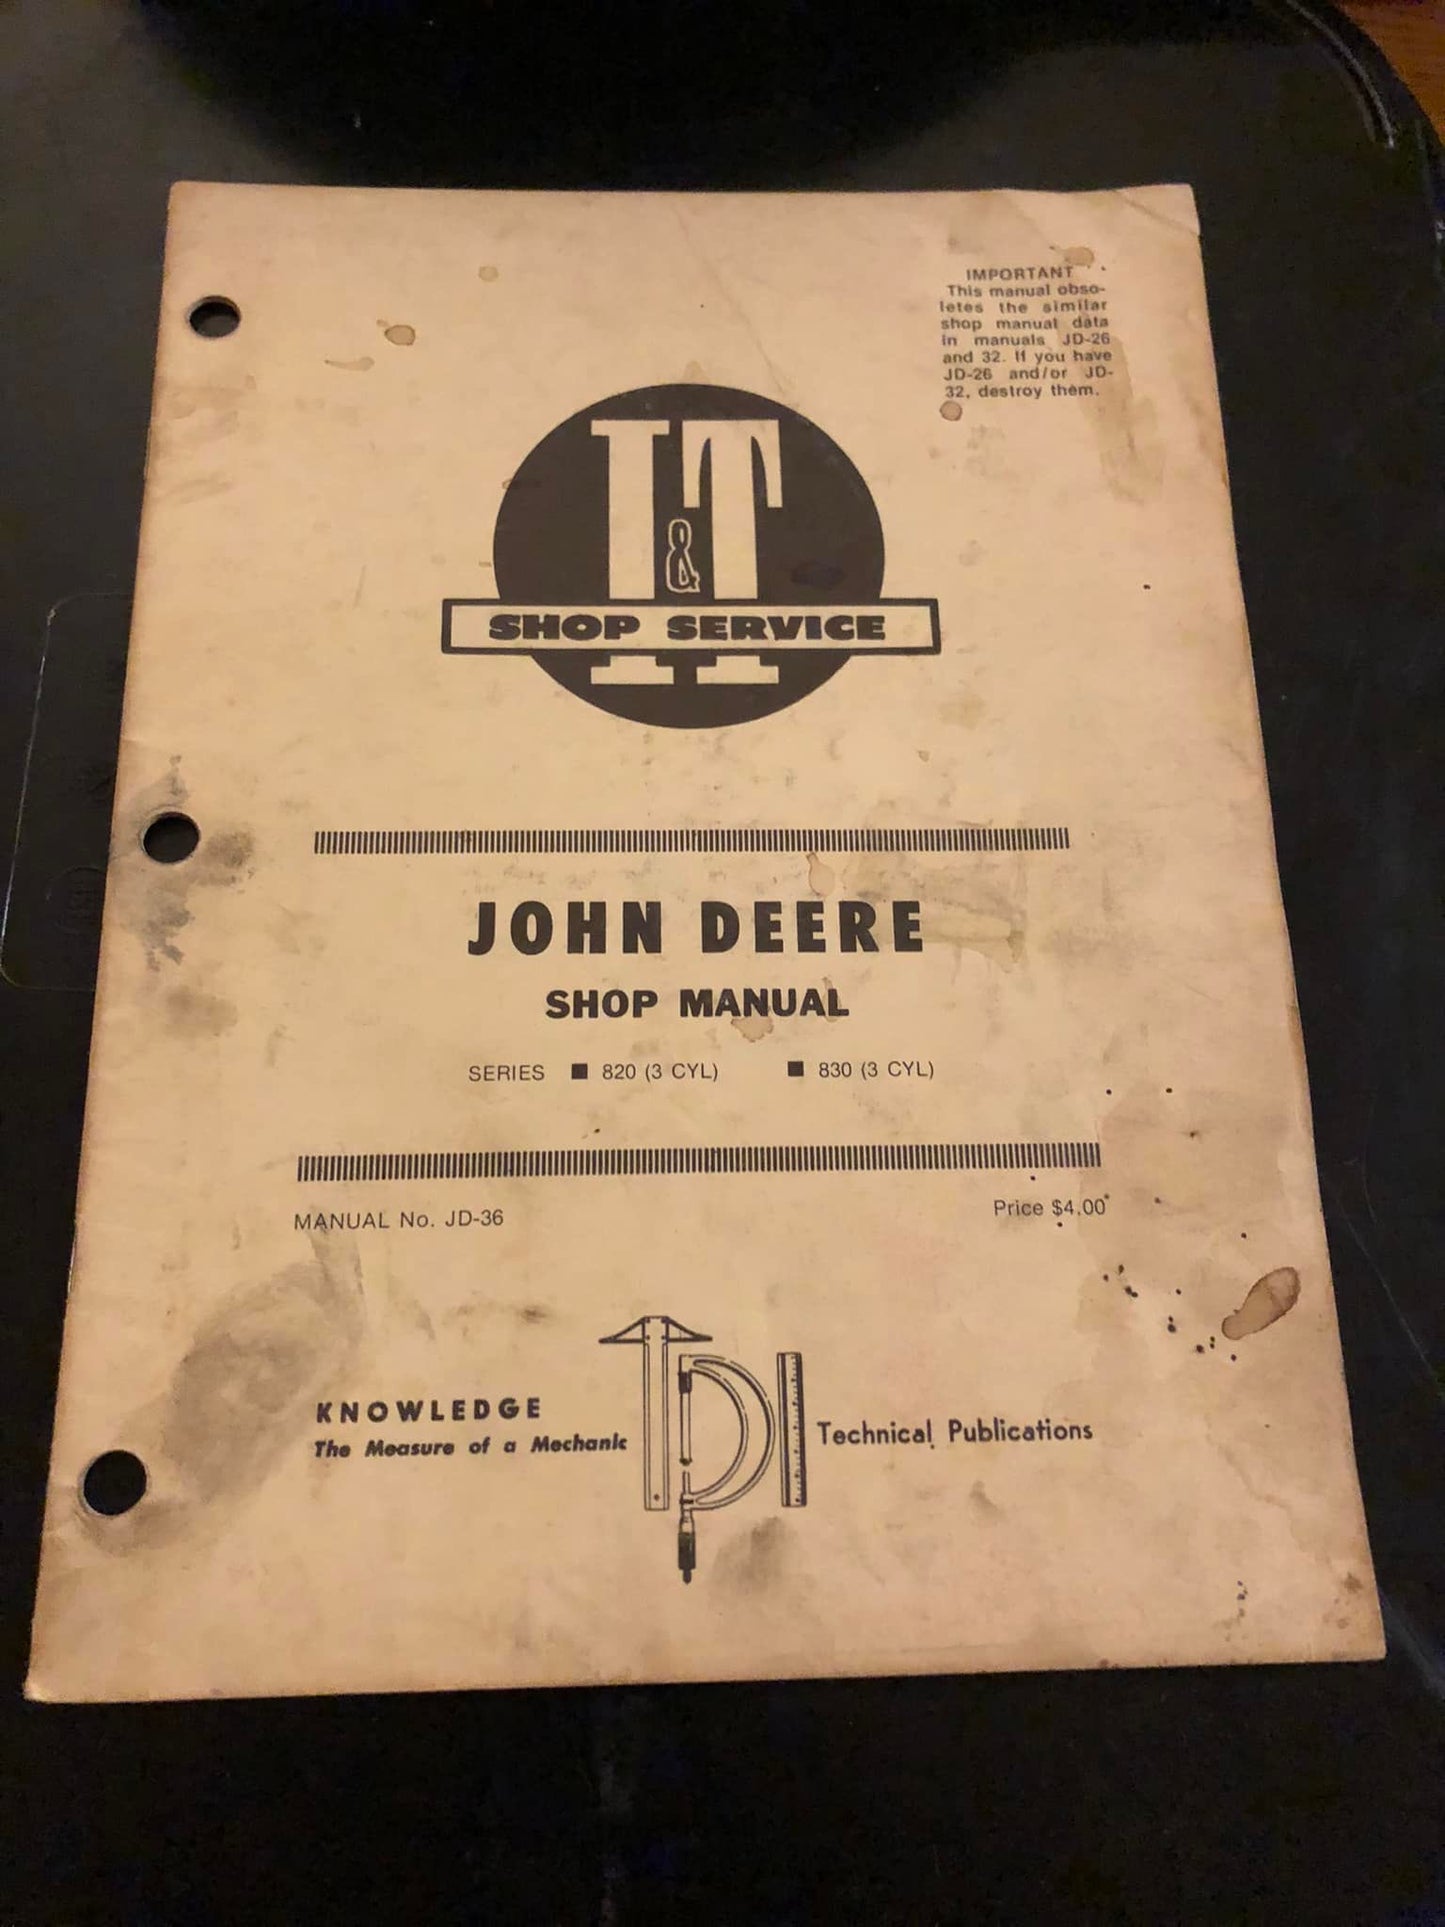 IMPORTANT
This manual obso-
letes the similar
shop manual data
in manuals JD-26
and 32. If you have
JD-26 and/or JD-
32, destroy them.
I&T
SHOP SERVICE
JOHN DEERE
SHOP MANUAL
SERIES ■ 820 (3 CYL) ■ 830 (3 CYL)
MANUAL No. JD-36
Price $4.00
KNOWLEDGE
The Measure of a Mechanic
TPI
Technical Publications